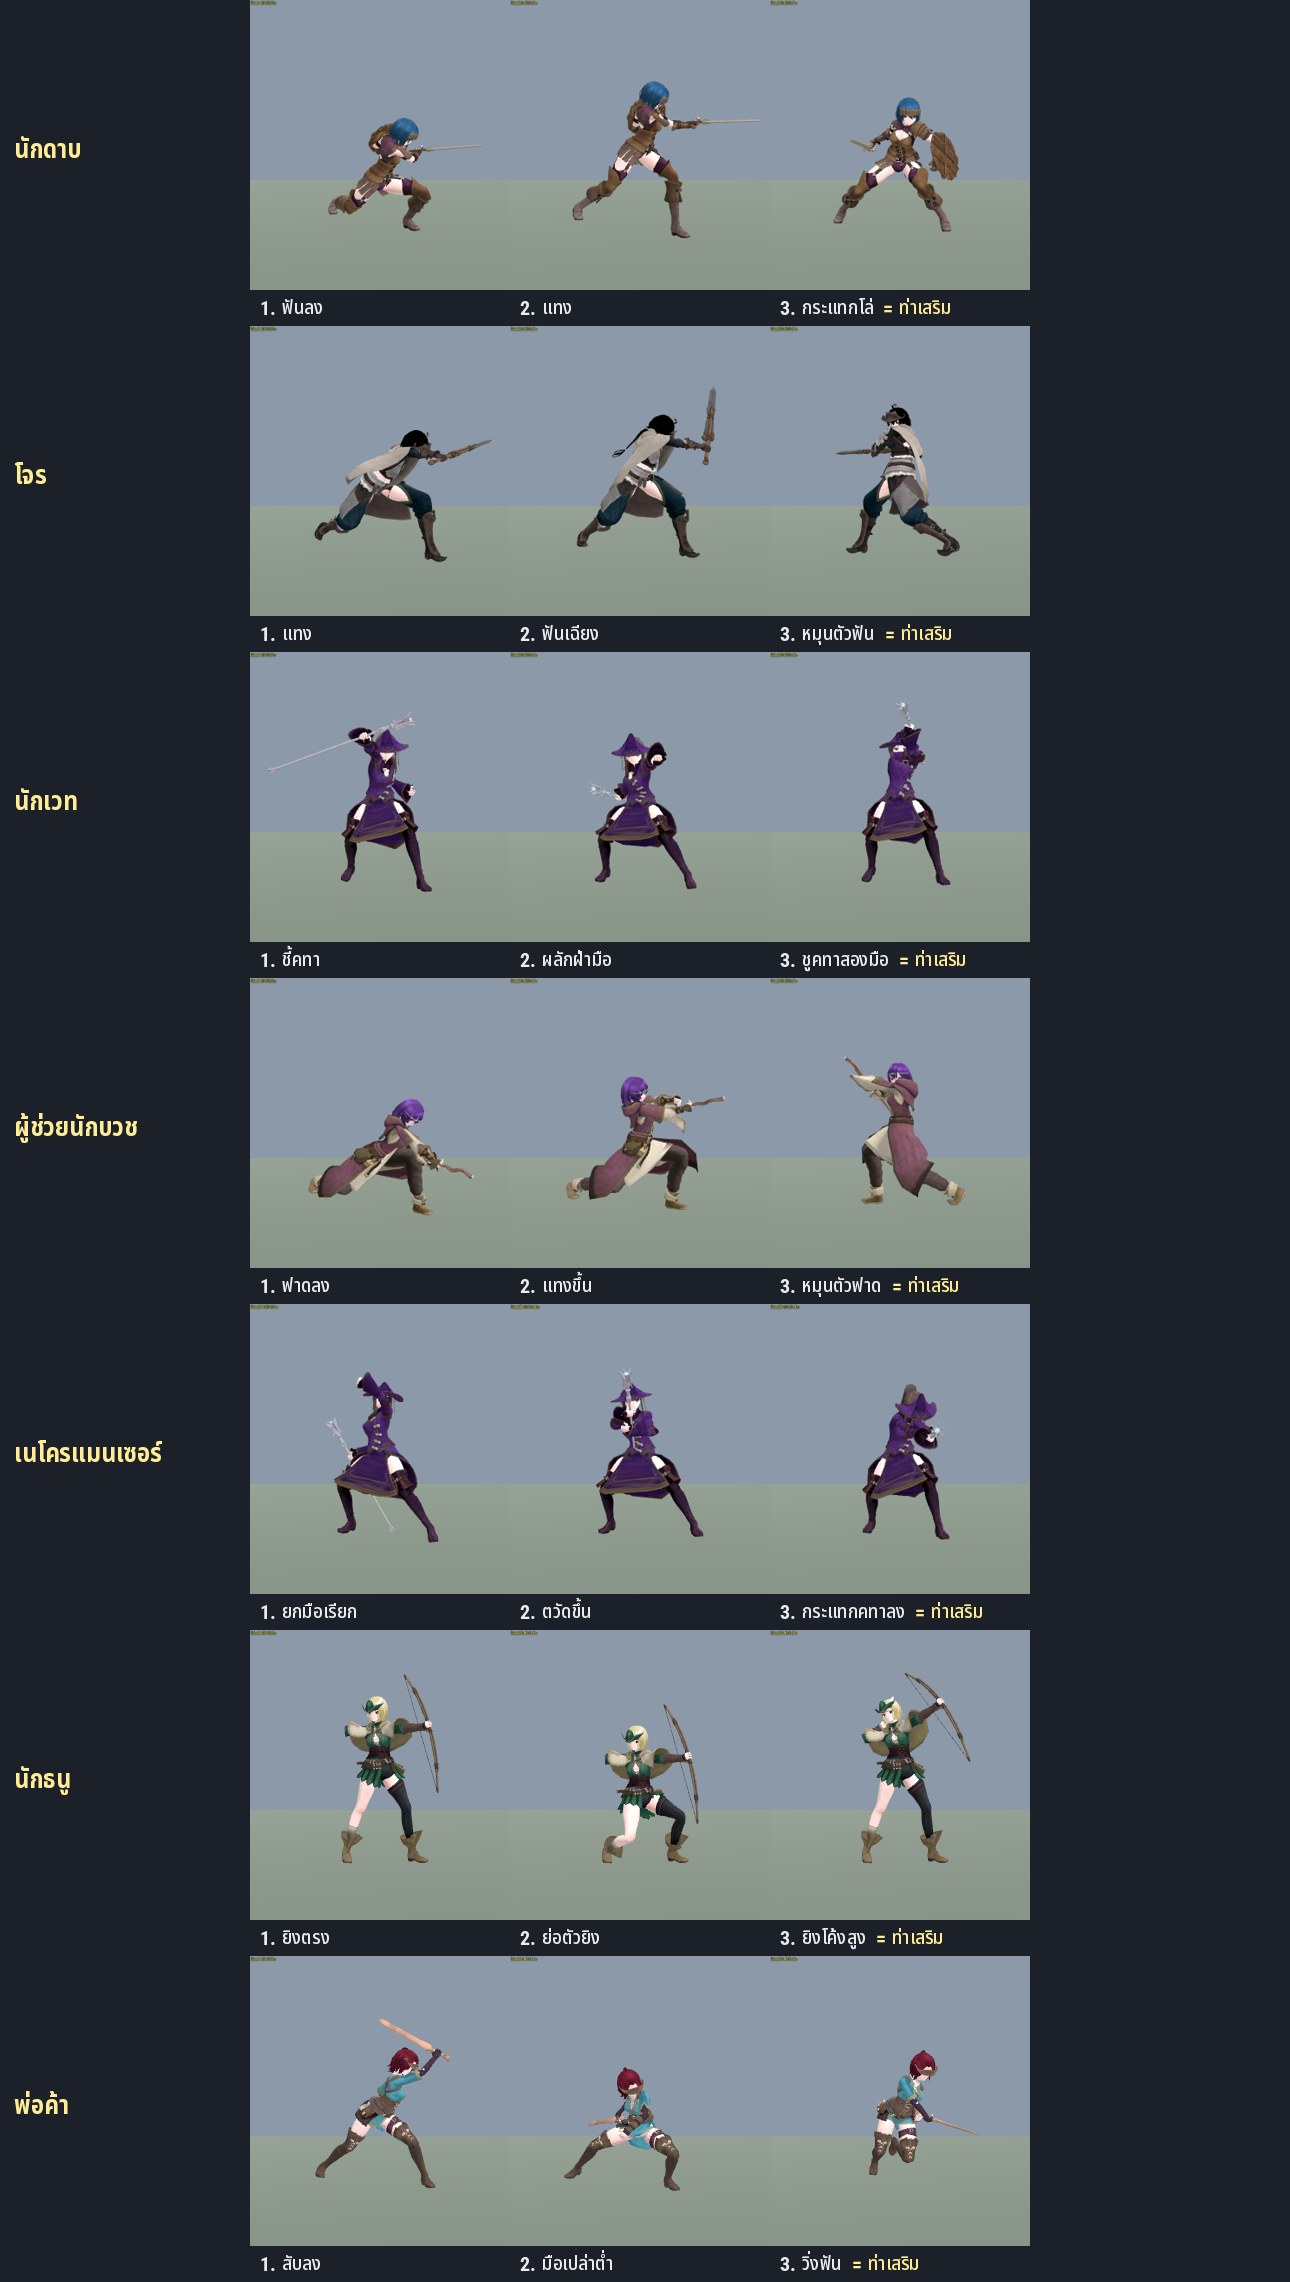 นักดาบ
1. ฟันลง
2. แทง
3. กระแทกโล่ = ท่าเสริม
โจร
1. แทง
2. ฟันเฉียง
3. หมุนตัวฟัน = ท่าเสริม
นักเวท
1. ชี้คทา
2. ผลักฝ่ามือ
3. ชูคทาสองมือ = ท่าเสริม
ผู้ช่วยนักบวช
1. ฟาดลง
2. แทงขึ้น
3. หมุนตัวฟาด = ท่าเสริม
เนโครแมนเซอร์
1. ยกมือเรียก
2. ตวัดขึ้น
3. กระแทกคทาลง = ท่าเสริม
นักธนู
1. ยิงตรง
2. ย่อตัวยิง
3. ยิงโค้งสูง = ท่าเสริม
พ่อค้า
1. สับลง
2. มือเปล่าต่ำ
3. วิ่งฟัน = ท่าเสริม